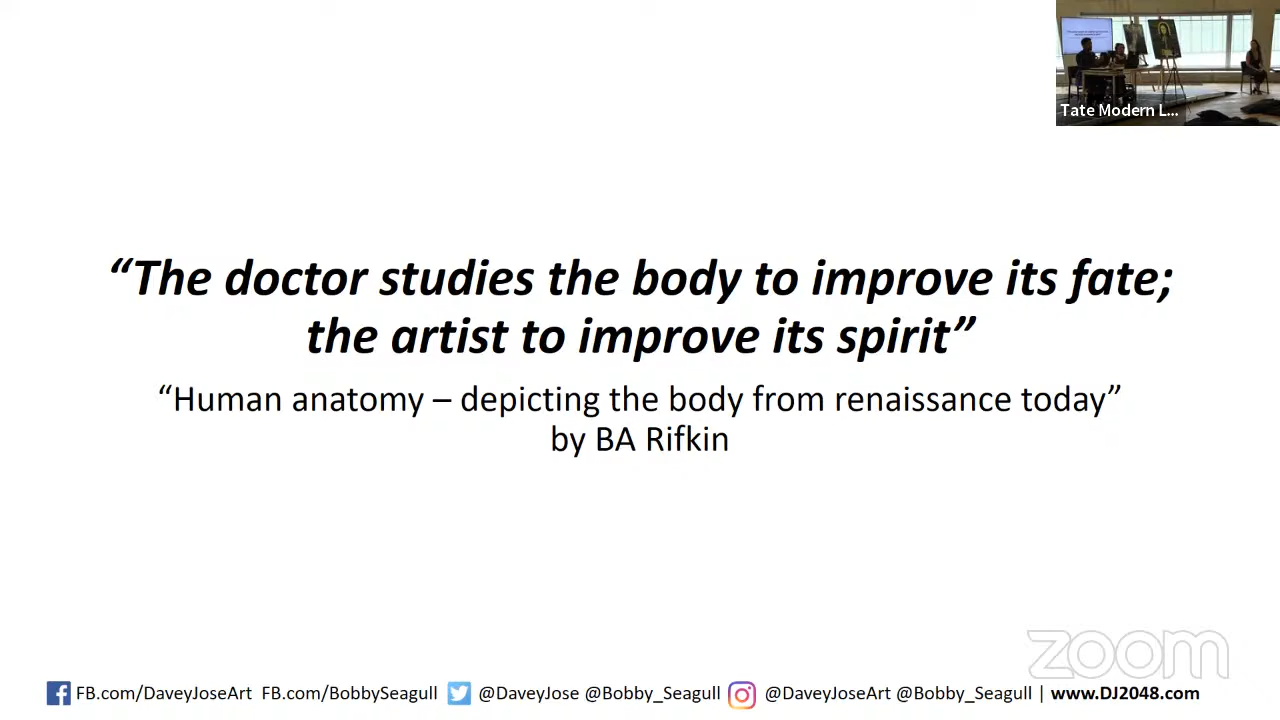 Tate Modern L...
“The doctor studies the body to improve its fate;
the artist to improve its spirit”
“Human anatomy – depicting the body from renaissance today”
by BA Rifkin
zoom
FB.com/DaveyJoseArt FB.com/BobbySeagull @DaveyJose @Bobby_Seagull @DaveyJoseArt @Bobby_Seagull | www.DJ2048.com